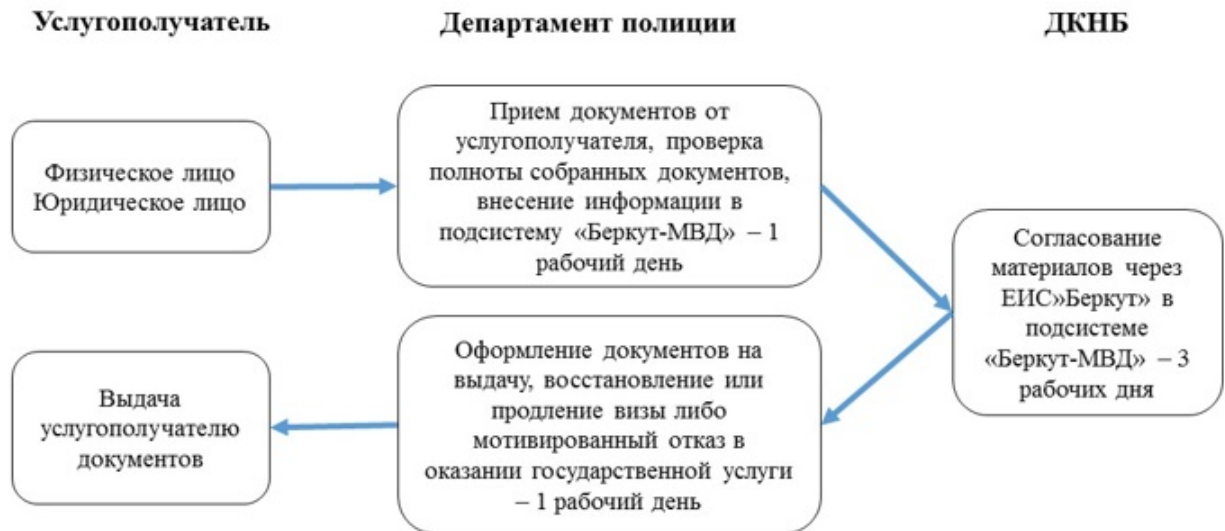 Услугополучатель
Департамент полиции
ДКНБ
Физическое лицо
Юридическое лицо
Прием документов от
услугополучателя, проверка
полноты собранных документов,
внесение информации в
подсистему «Беркут-МВД» – 1
рабочий день
Согласование
материалов через
ЕИС»Беркут» в
подсистеме
«Беркут-МВД» – 3
рабочих дня
Оформление документов на
выдачу, восстановление или
продление визы либо
мотивированный отказ в
оказании государственной услуги
– 1 рабочий день
Выдача
услугополучателю
документов